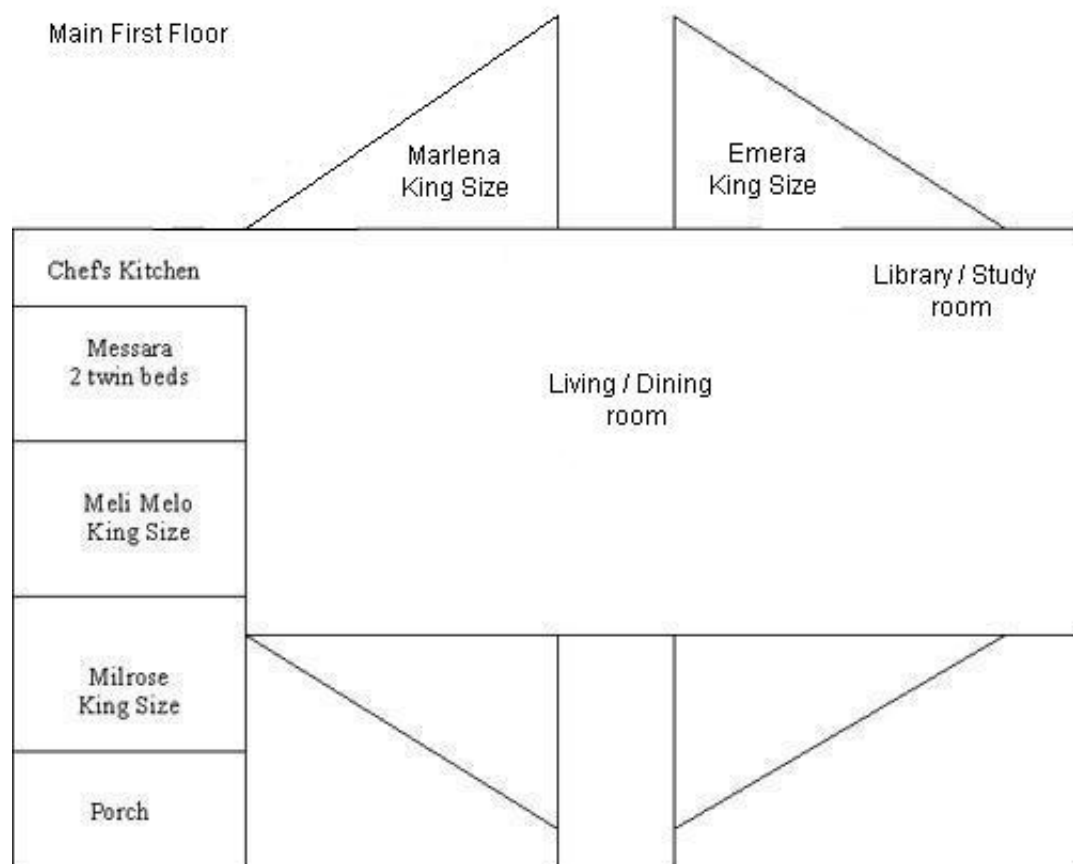 Main First Floor
Marlena
King Size
Emera
King Size
Chef's Kitchen
Library / Study
room
Messara
2 twin beds
Living / Dining
room
Meli Melo
King Size
Milrose
King Size
Porch